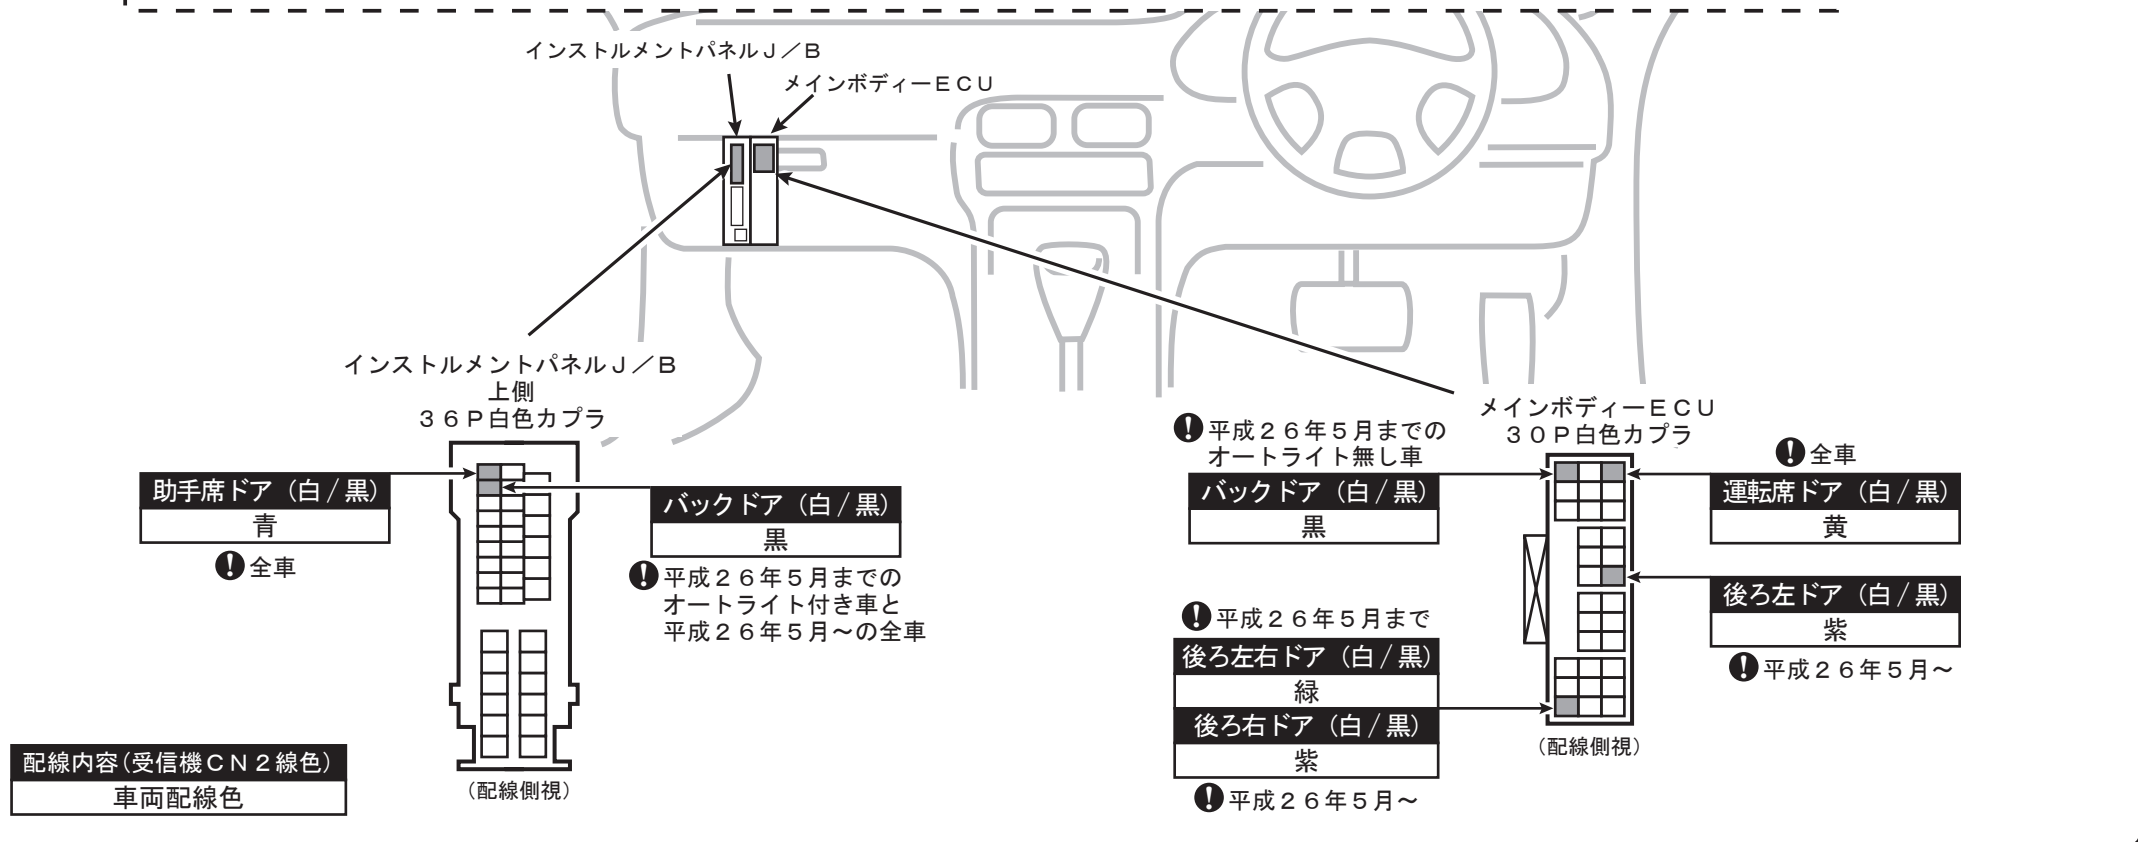 インストルメントパネルＪ／Ｂ
メインボディーＥＣＵ
インストルメントパネルＪ／Ｂ
上側
３６Ｐ白色カプラ
助手席ドア（白/黒）
青
全車
バックドア（白/黒）
黒
平成２６年５月までの
オートライト付き車と
平成２６年５月～の全車
（配線側視）
配線内容（受信機ＣＮ２線色）
車両配線色
メインボディーＥＣＵ
３０Ｐ白色カプラ
平成２６年５月までの
オートライト無し車
バックドア（白/黒）
黒
全車
運転席ドア（白/黒）
黄
後ろ左ドア（白/黒）
紫
平成２６年５月～
平成２６年５月まで
後ろ左右ドア（白/黒）
緑
後ろ右ドア（白/黒）
紫
平成２６年５月～
（配線側視）